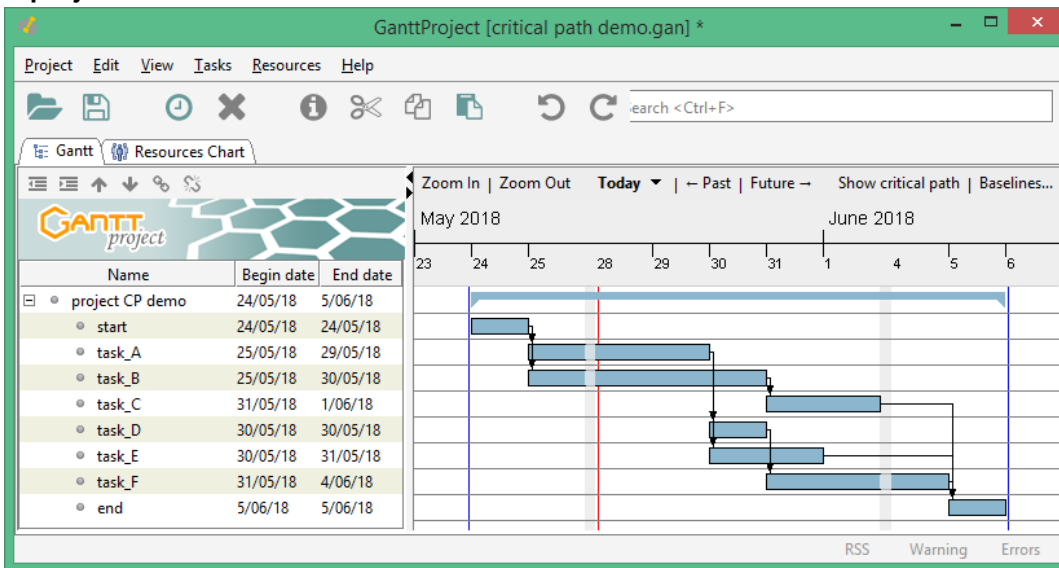 GanttProject [critical path demo.gan] *
Project Edit View Tasks Resources Help
earch <Ctrl+F>
Gantt Resources Chart
Zoom In | Zoom Out Today ▼ | ← Past | Future → Show critical path | Baselines...
GANTT
project
May 2018 June 2018
23 24 25 28 29 30 31 1 4 5 6
Name Begin date End date
project CP demo 24/05/18 5/06/18
start 24/05/18 24/05/18
task_A 25/05/18 29/05/18
task_B 25/05/18 30/05/18
task_C 31/05/18 1/06/18
task_D 30/05/18 30/05/18
task_E 30/05/18 31/05/18
task_F 31/05/18 4/06/18
end 5/06/18 5/06/18
RSS Warning Errors